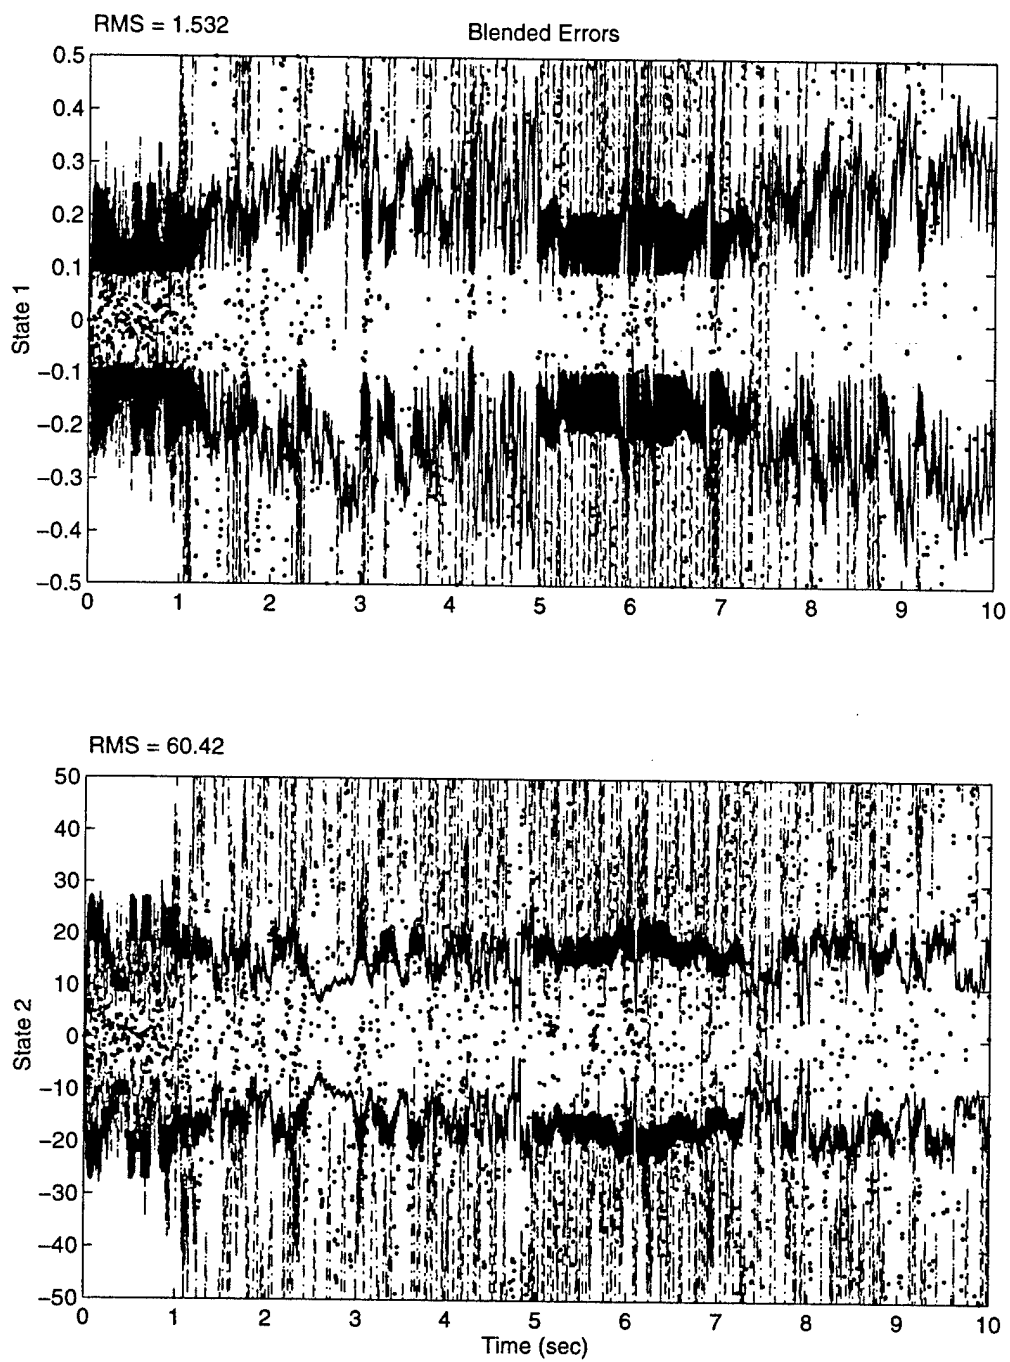 RMS = 1.532
Blended Errors
0.5
0.4
0.3
0.2
0.1
0
−0.1
−0.2
−0.3
−0.4
−0.5
State 1
0 1 2 3 4 5 6 7 8 9 10
RMS = 60.42
50
40
30
20
10
0
−10
−20
−30
−40
−50
State 2
0 1 2 3 4 5 6 7 8 9 10
Time (sec)